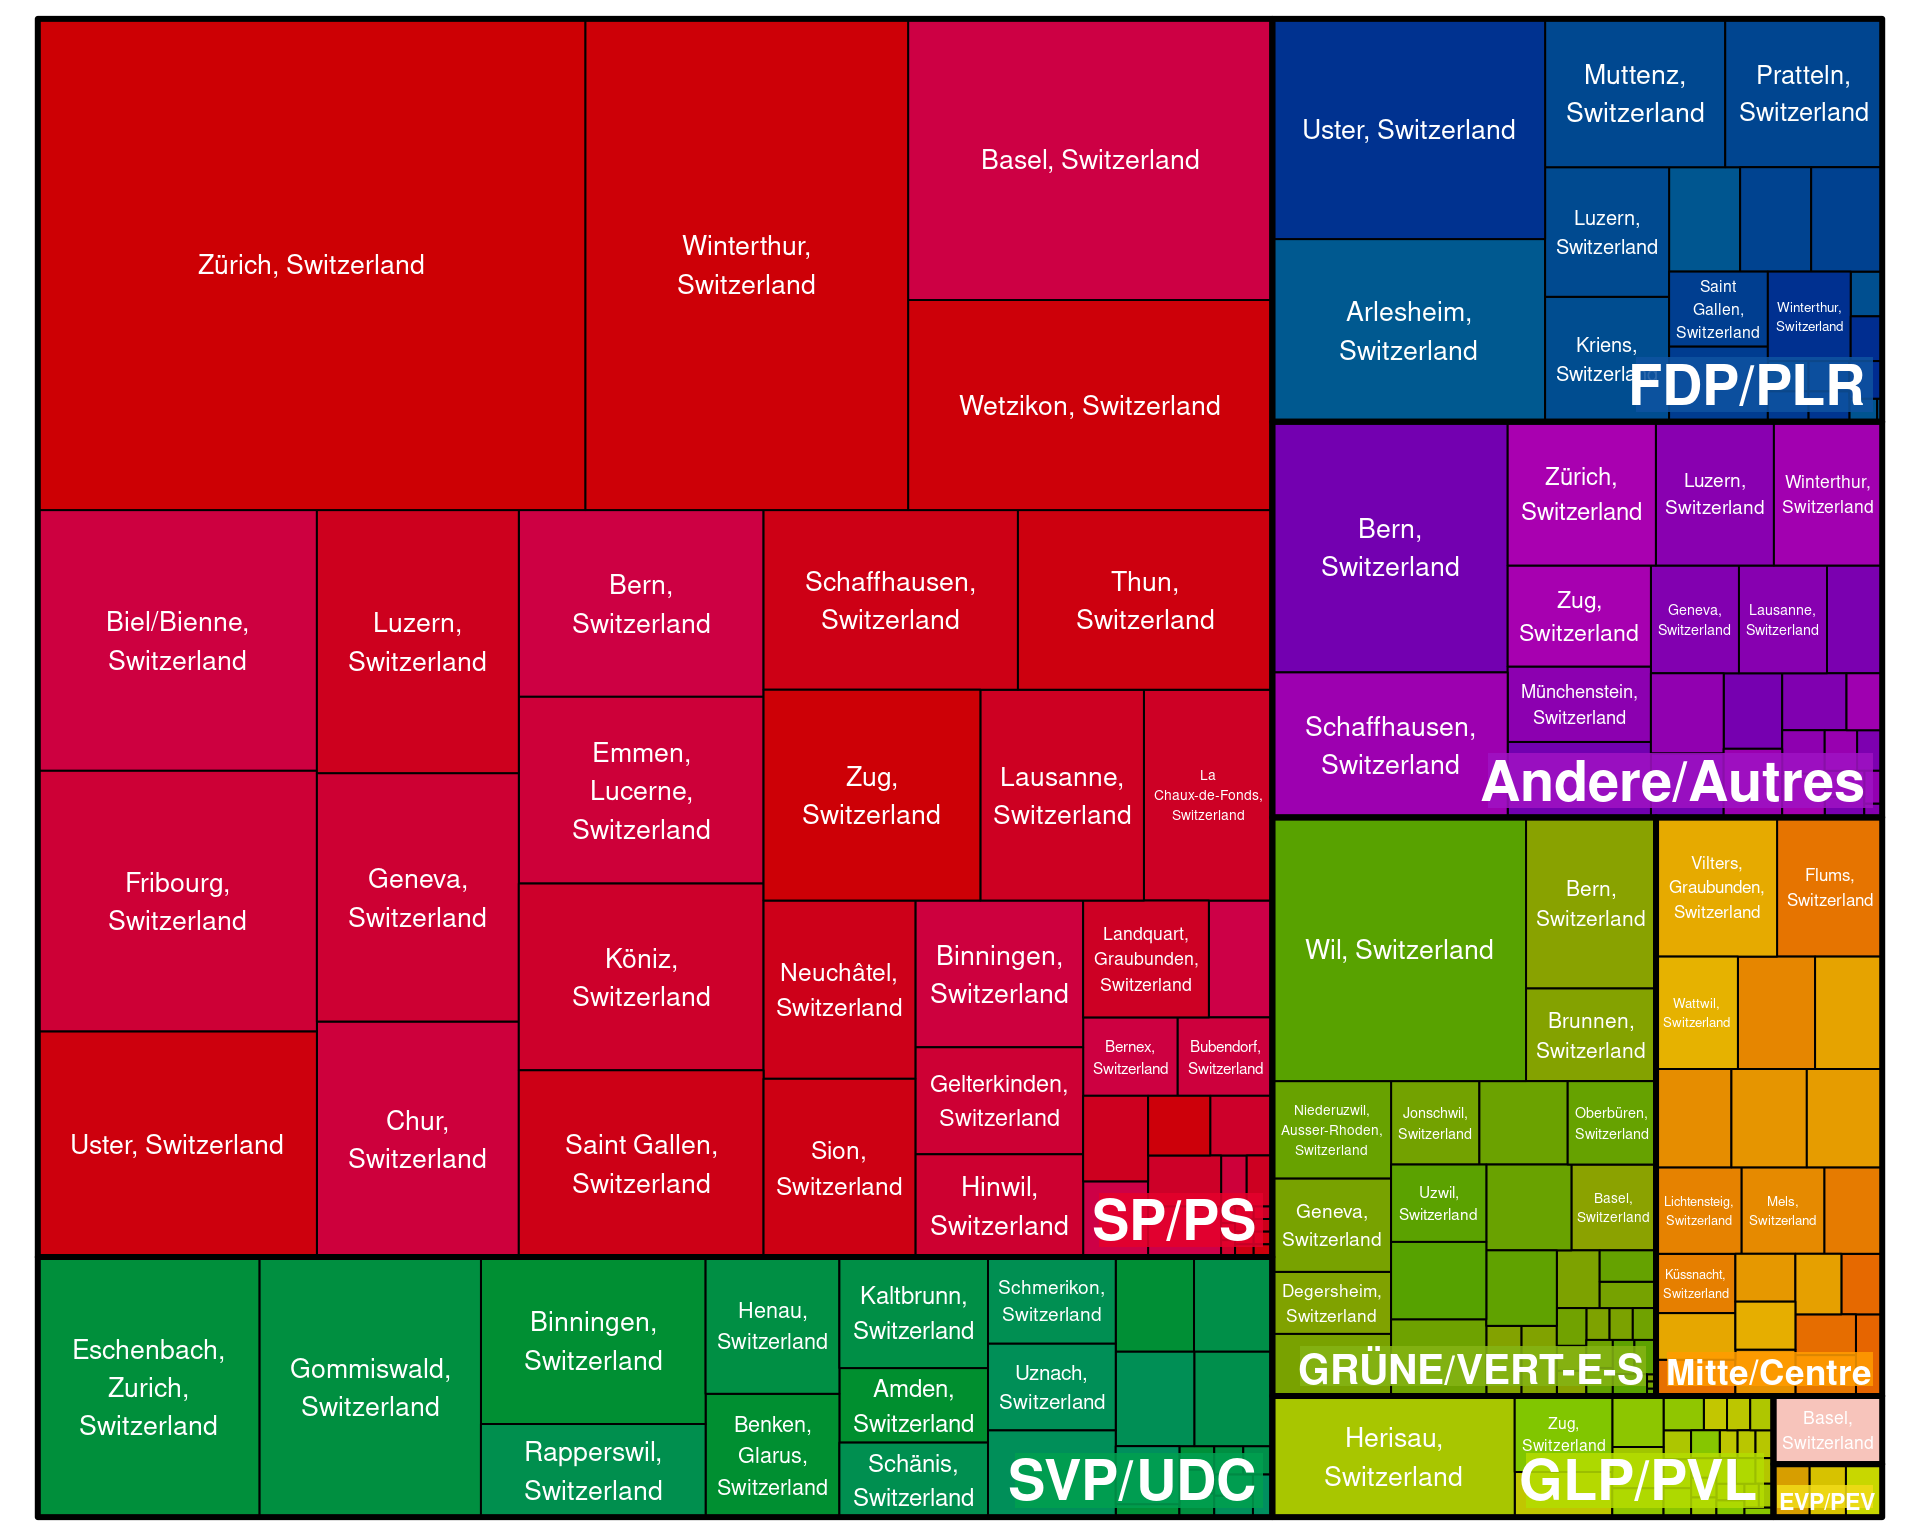 Zürich, Switzerland
Winterthur,
Switzerland
Basel, Switzerland
Wetzikon, Switzerland
Biel/Bienne,
Switzerland
Luzern,
Switzerland
Bern,
Switzerland
Schaffhausen,
Switzerland
Thun,
Switzerland
Fribourg,
Switzerland
Geneva,
Switzerland
Emmen,
Lucerne,
Switzerland
Zug,
Switzerland
Lausanne,
Switzerland
La
Chaux-de-Fonds,
Switzerland
Köniz,
Switzerland
Neuchâtel,
Switzerland
Binningen,
Switzerland
Landquart,
Graubunden,
Switzerland
Bernex,
Switzerland
Bubendorf,
Switzerland
Gelterkinden,
Switzerland
Uster, Switzerland
Chur,
Switzerland
Saint Gallen,
Switzerland
Sion,
Switzerland
Hinwil,
Switzerland
SP/PS
Eschenbach,
Zurich,
Switzerland
Gommiswald,
Switzerland
Binningen,
Switzerland
Rapperswil,
Switzerland
Henau,
Switzerland
Benken,
Glarus,
Switzerland
Kaltbrunn,
Switzerland
Amden,
Switzerland
Schänis,
Switzerland
Schmerikon,
Switzerland
Uznach,
Switzerland
SVP/UDC
Uster, Switzerland
Arlesheim,
Switzerland
Muttenz,
Switzerland
Pratteln,
Switzerland
Luzern,
Switzerland
Kriens,
Switzerland
Saint
Gallen,
Switzerland
Winterthur,
Switzerland
FDP/PLR
Bern,
Switzerland
Schaffhausen,
Switzerland
Zürich,
Switzerland
Luzern,
Switzerland
Winterthur,
Switzerland
Zug,
Switzerland
Geneva,
Switzerland
Lausanne,
Switzerland
Münchenstein,
Switzerland
Andere/Autres
Wil, Switzerland
Bern,
Switzerland
Brunnen,
Switzerland
Niederuzwil,
Ausser-Rhoden,
Switzerland
Jonschwil,
Switzerland
Oberbüren,
Switzerland
Geneva,
Switzerland
Uzwil,
Switzerland
Basel,
Switzerland
Degersheim,
Switzerland
GRÜNE/VERT-E-S
Vilters,
Graubunden,
Switzerland
Flums,
Switzerland
Wattwil,
Switzerland
Lichtensteig,
Switzerland
Mels,
Switzerland
Küssnacht,
Switzerland
Mitte/Centre
Herisau,
Switzerland
Zug,
Switzerland
GLP/PVL
Basel,
Switzerland
EVP/PEV